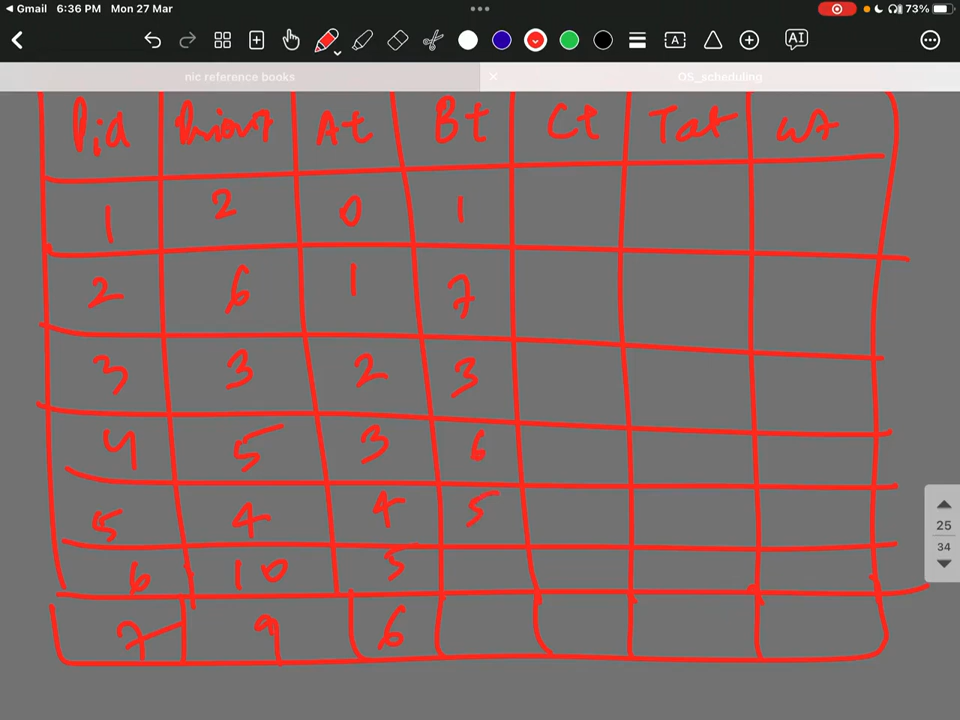 Gmail 6:36 PM Mon 27 Mar 73%
AI
nic reference books OS_scheduling
Pid Priority At Bt Ct Tat Wt
1 2 0 1
2 6 1 7
3 3 2 3
4 5 3 6
5 4 4 5
6 10 5
7 9 6
25
34